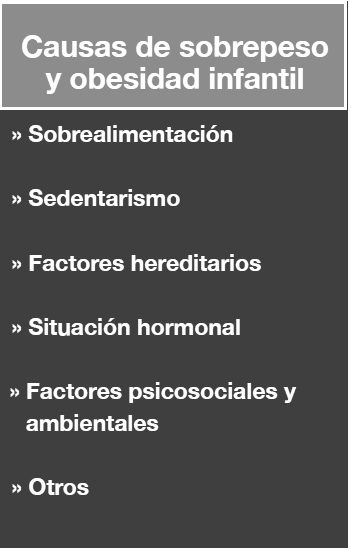 Causas de sobrepeso
y obesidad infantil
» Sobrealimentación
» Sedentarismo
» Factores hereditarios
» Situación hormonal
» Factores psicosociales y
ambientales
» Otros